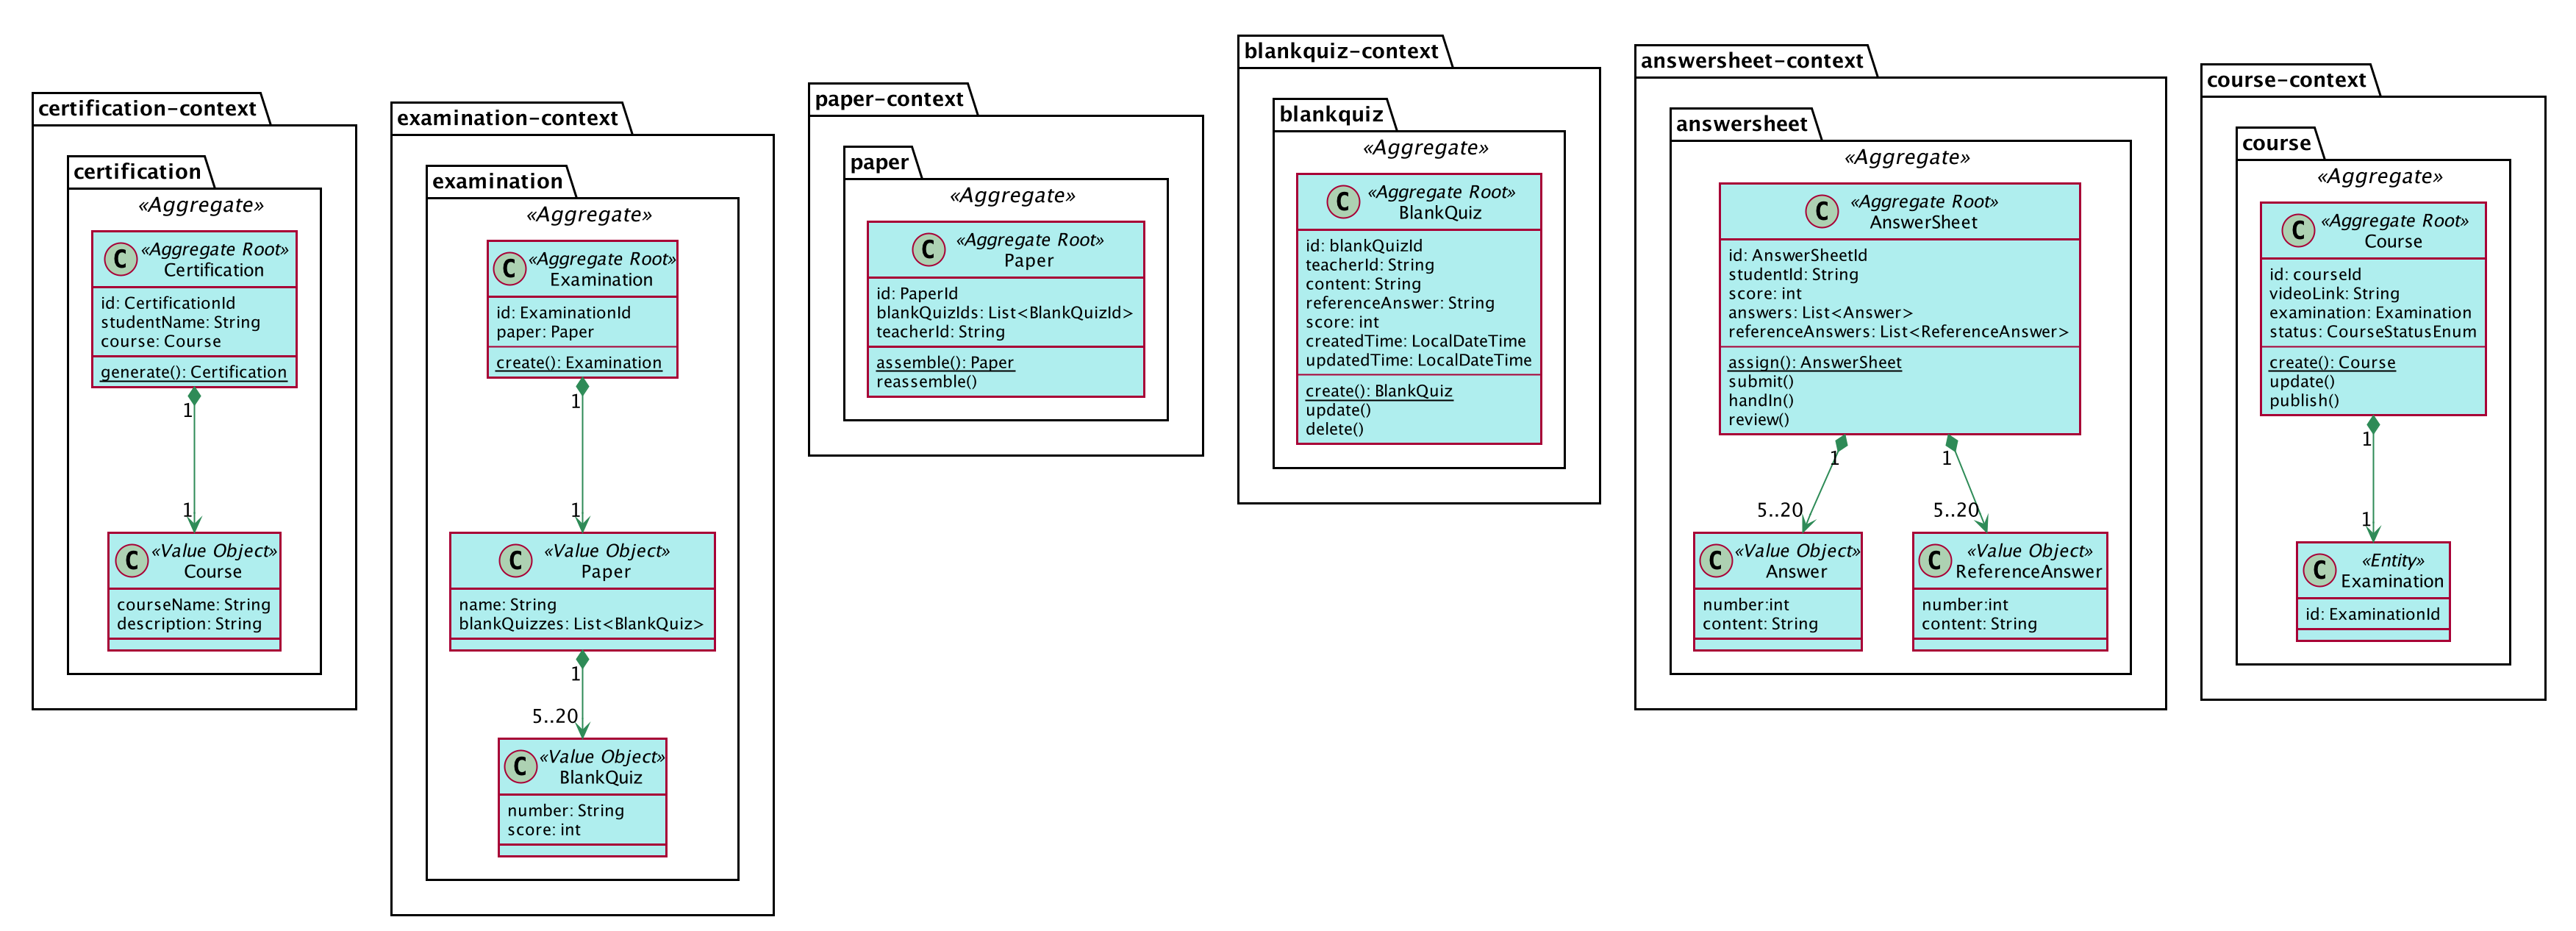 certification-context
certification
«Aggregate»
C
«Aggregate Root»
Certification
id: CertificationId
studentName: String
course: Course
generate(): Certification
1
1
C
«Value Object»
Course
courseName: String
description: String
examination-context
examination
«Aggregate»
C
«Aggregate Root»
Examination
id: ExaminationId
paper: Paper
create(): Examination
1
1
C
«Value Object»
Paper
name: String
blankQuizzes: List<BlankQuiz>
1
5..20
C
«Value Object»
BlankQuiz
number: String
score: int
paper-context
paper
«Aggregate»
C
«Aggregate Root»
Paper
id: PaperId
blankQuizIds: List<BlankQuizId>
teacherId: String
assemble(): Paper
reassemble()
blankquiz-context
blankquiz
«Aggregate»
C
«Aggregate Root»
BlankQuiz
id: blankQuizId
teacherId: String
content: String
referenceAnswer: String
score: int
createdTime: LocalDateTime
updatedTime: LocalDateTime
create(): BlankQuiz
update()
delete()
answersheet-context
answersheet
«Aggregate»
C
«Aggregate Root»
AnswerSheet
id: AnswerSheetId
studentId: String
score: int
answers: List<Answer>
referenceAnswers: List<ReferenceAnswer>
assign(): AnswerSheet
submit()
handIn()
review()
1
1
5..20
5..20
C
«Value Object»
Answer
number:int
content: String
C
«Value Object»
ReferenceAnswer
number:int
content: String
course-context
course
«Aggregate»
C
«Aggregate Root»
Course
id: courseId
videoLink: String
examination: Examination
status: CourseStatusEnum
create(): Course
update()
publish()
1
1
C
«Entity»
Examination
id: ExaminationId